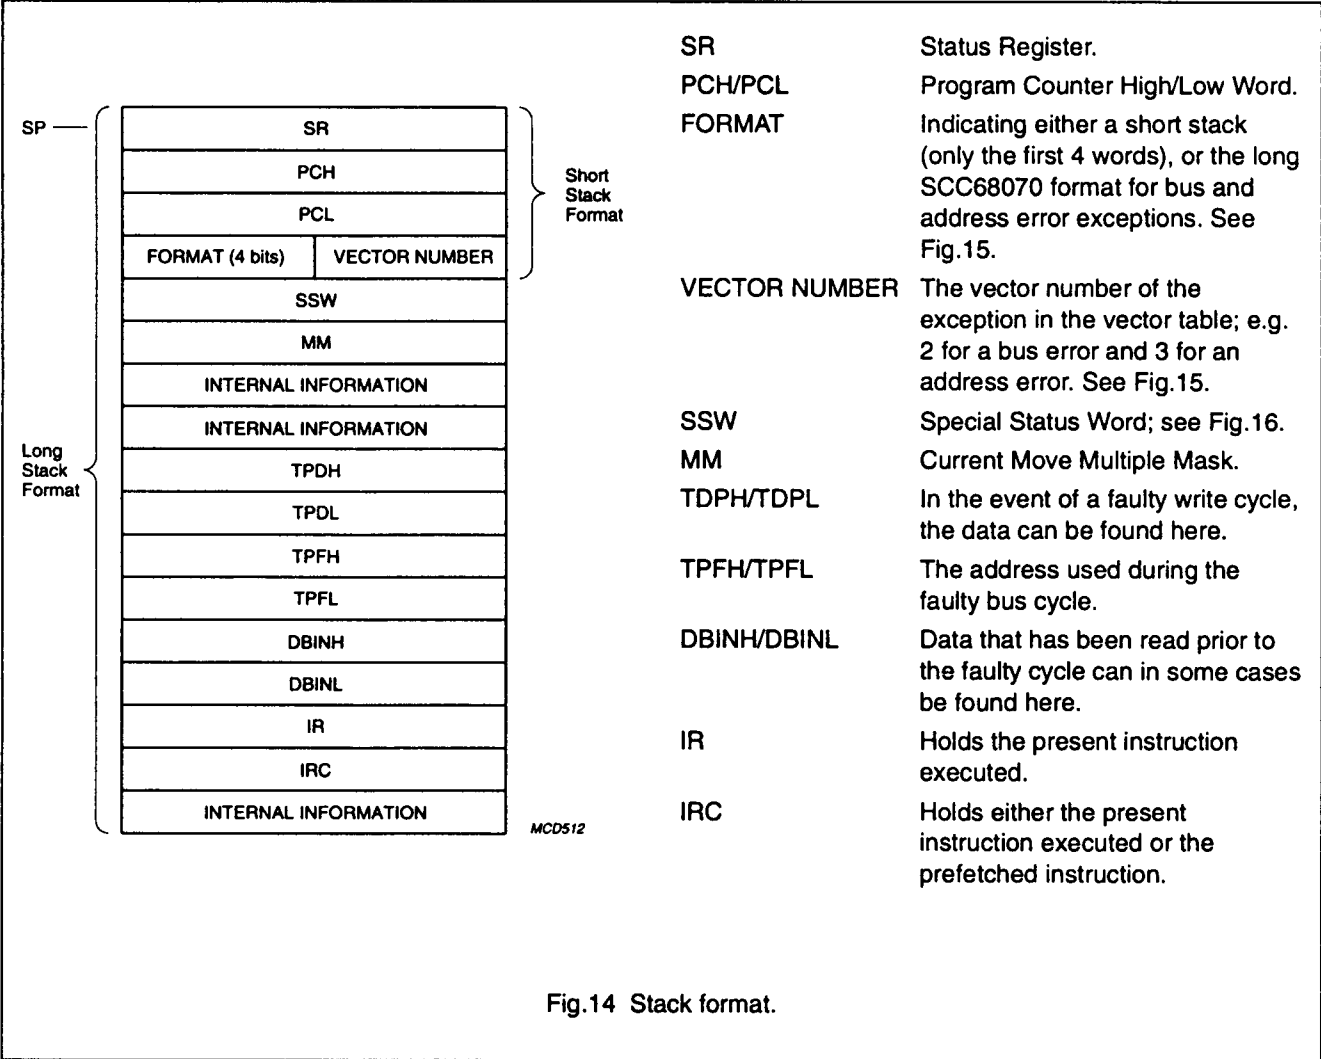 SP
SR
PCH
PCL
FORMAT (4 bits)
VECTOR NUMBER
SSW
MM
INTERNAL INFORMATION
INTERNAL INFORMATION
TPDH
TPDL
TPFH
TPFL
DBINH
DBINL
IR
IRC
INTERNAL INFORMATION
Short
Stack
Format
Long
Stack
Format
MCD512
SR Status Register.
PCH/PCL Program Counter High/Low Word.
FORMAT Indicating either a short stack
(only the first 4 words), or the long
SCC68070 format for bus and
address error exceptions. See
Fig.15.
VECTOR NUMBER The vector number of the
exception in the vector table; e.g.
2 for a bus error and 3 for an
address error. See Fig.15.
SSW Special Status Word; see Fig.16.
MM Current Move Multiple Mask.
TDPH/TDPL In the event of a faulty write cycle,
the data can be found here.
TPFH/TPFL The address used during the
faulty bus cycle.
DBINH/DBINL Data that has been read prior to
the faulty cycle can in some cases
be found here.
IR Holds the present instruction
executed.
IRC Holds either the present
instruction executed or the
prefetched instruction.
Fig.14 Stack format.